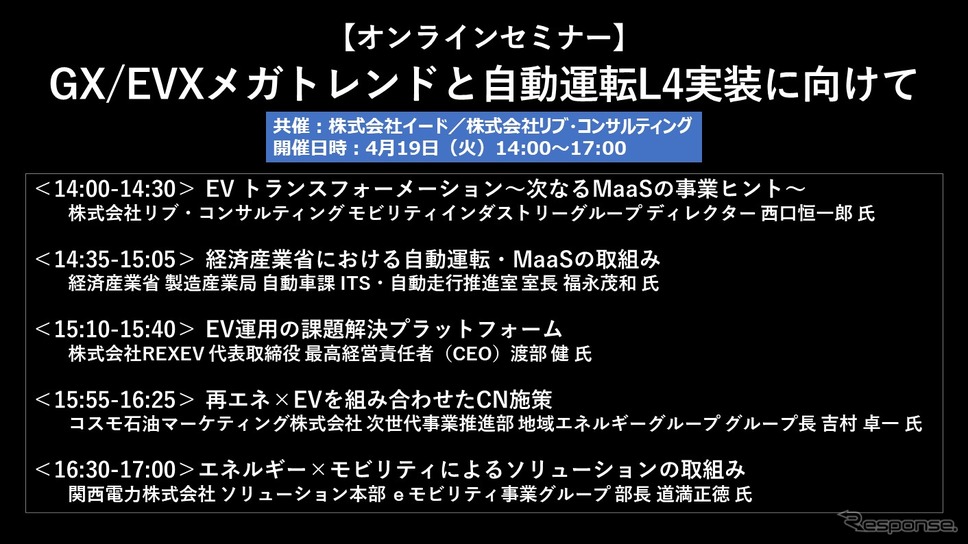 【オンラインセミナー】
GX/EVXメガトレンドと自動運転L4実装に向けて
共催：株式会社イード／株式会社リブ・コンサルティング
開催日時：4月19日（火）14:00～17:00
＜14:00-14:30＞ EV トランスフォーメーション～次なるMaaSの事業ヒント～
株式会社リブ・コンサルティング モビリティインダストリーグループ ディレクター 西口恒一郎 氏
＜14:35-15:05＞ 経済産業省における自動運転・MaaSの取組み
経済産業省 製造産業局 自動車課 ITS・自動走行推進室 室長 福永茂和 氏
＜15:10-15:40＞ EV運用の課題解決プラットフォーム
株式会社REXEV 代表取締役 最高経営責任者（CEO）渡部 健 氏
＜15:55-16:25＞ 再エネ×EVを組み合わせたCN施策
コスモ石油マーケティング株式会社 次世代事業推進部 地域エネルギーグループ グループ長 吉村 卓一 氏
＜16:30-17:00＞エネルギー×モビリティによるソリューションの取組み
関西電力株式会社 ソリューション本部 eモビリティ事業グループ 部長 道満正徳 氏
Response.